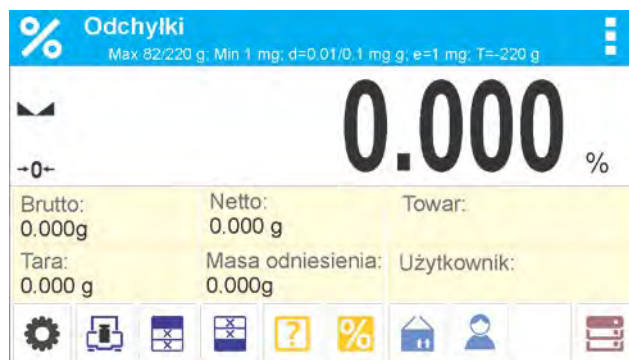 % Odchyłki
Max 82/220 g; Min 1 mg; d=0.01/0.1 mg g; e=1 mg; T=-220 g
0.000 %
→0←
Brutto: Netto: Towar:
0.000g 0.000 g
Tara: Masa odniesienia: Użytkownik:
0.000 g 0.000g
? %